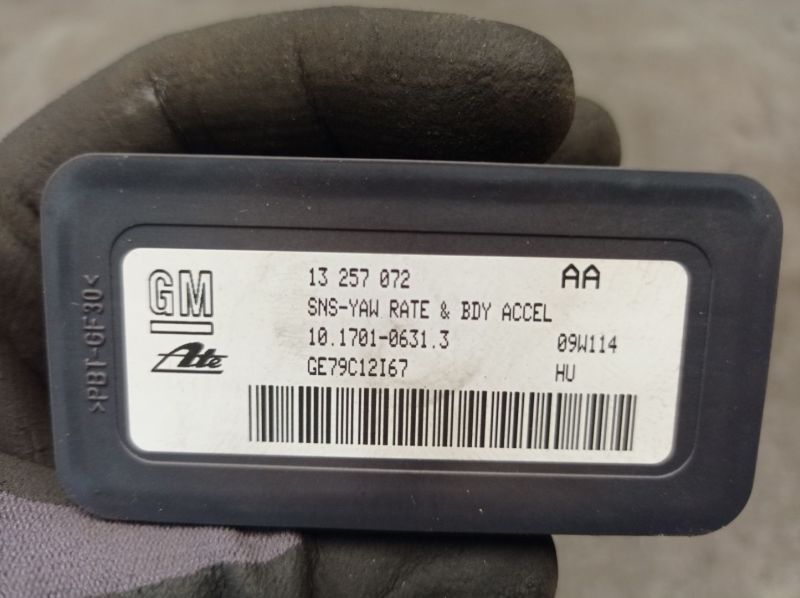 GM
13 257 072 AA
SNS-YAW RATE & BDY ACCEL
10.1701-0631.3 09W114
Ate
GE79C12I67 HU
>PBT-GF30<